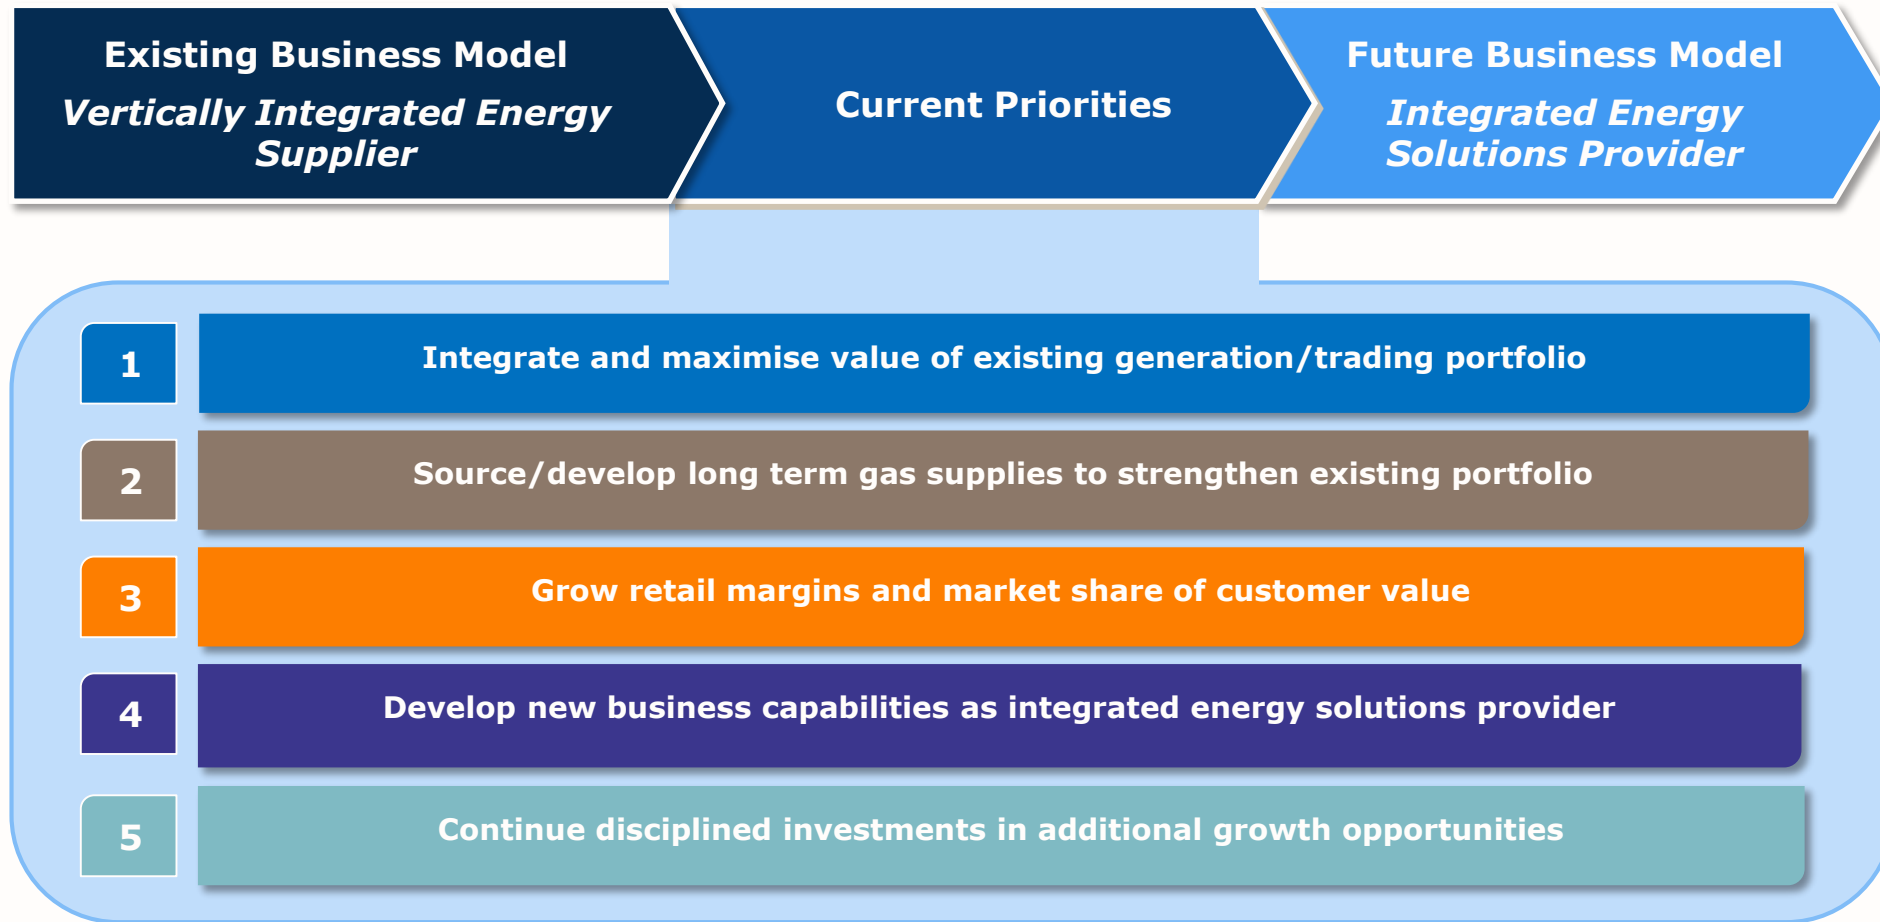 Existing Business Model
Vertically Integrated Energy
Supplier
Current Priorities
Future Business Model
Integrated Energy
Solutions Provider
1
Integrate and maximise value of existing generation/trading portfolio
2
Source/develop long term gas supplies to strengthen existing portfolio
3
Grow retail margins and market share of customer value
4
Develop new business capabilities as integrated energy solutions provider
5
Continue disciplined investments in additional growth opportunities